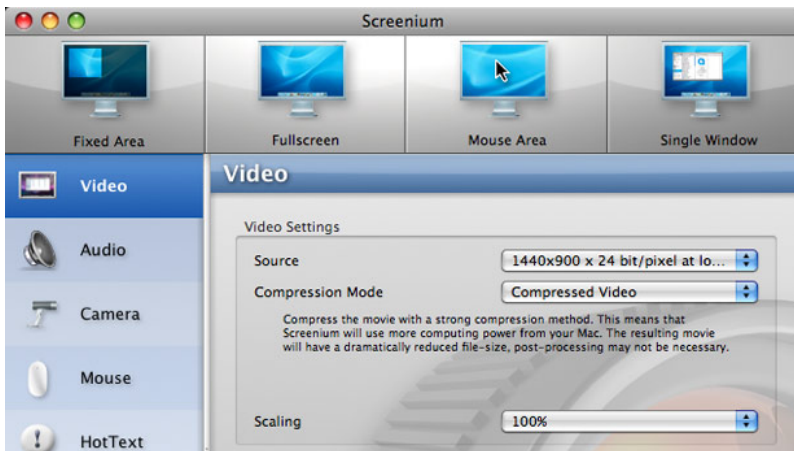 Screenium
Fixed Area
Fullscreen
Mouse Area
Single Window
Video
Audio
Camera
Mouse
HotText
Video
Video Settings
Source
1440x900 x 24 bit/pixel at lo...
Compression Mode
Compressed Video
Compress the movie with a strong compression method. This means that
Screenium will use more computing power from your Mac. The resulting movie
will have a dramatically reduced file-size, post-processing may not be necessary.
Scaling
100%